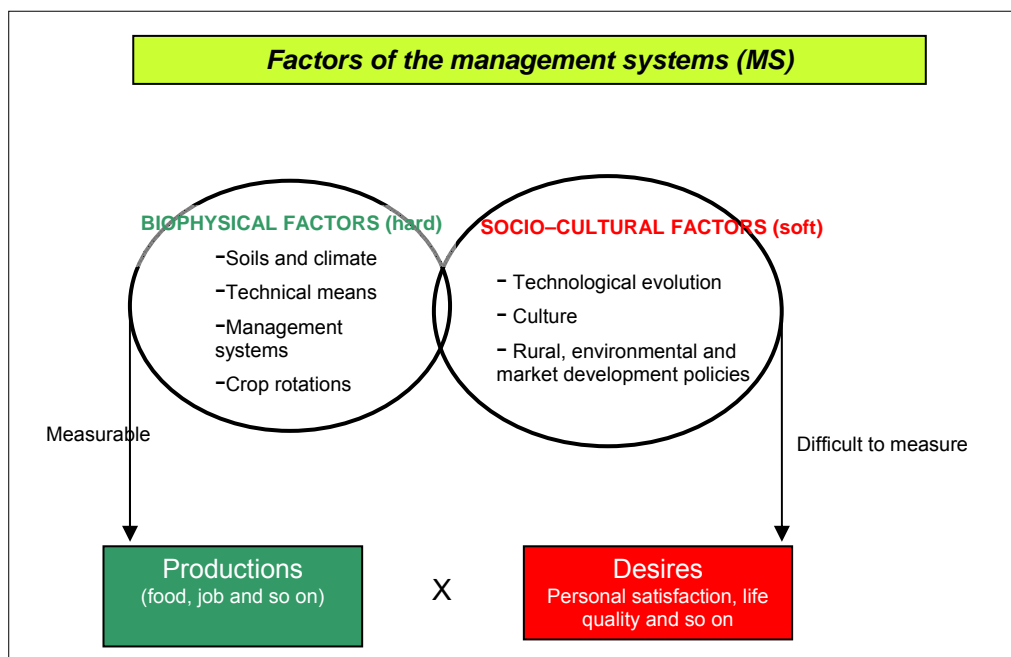 Factors of the management systems (MS)
BIOPHYSICAL FACTORS (hard)
-Soils and climate
-Technical means
-Management
systems
-Crop rotations
SOCIO–CULTURAL FACTORS (soft)
- Technological evolution
- Culture
- Rural, environmental and
market development policies
Measurable
Difficult to measure
Productions
(food, job and so on)
X
Desires
Personal satisfaction, life
quality and so on